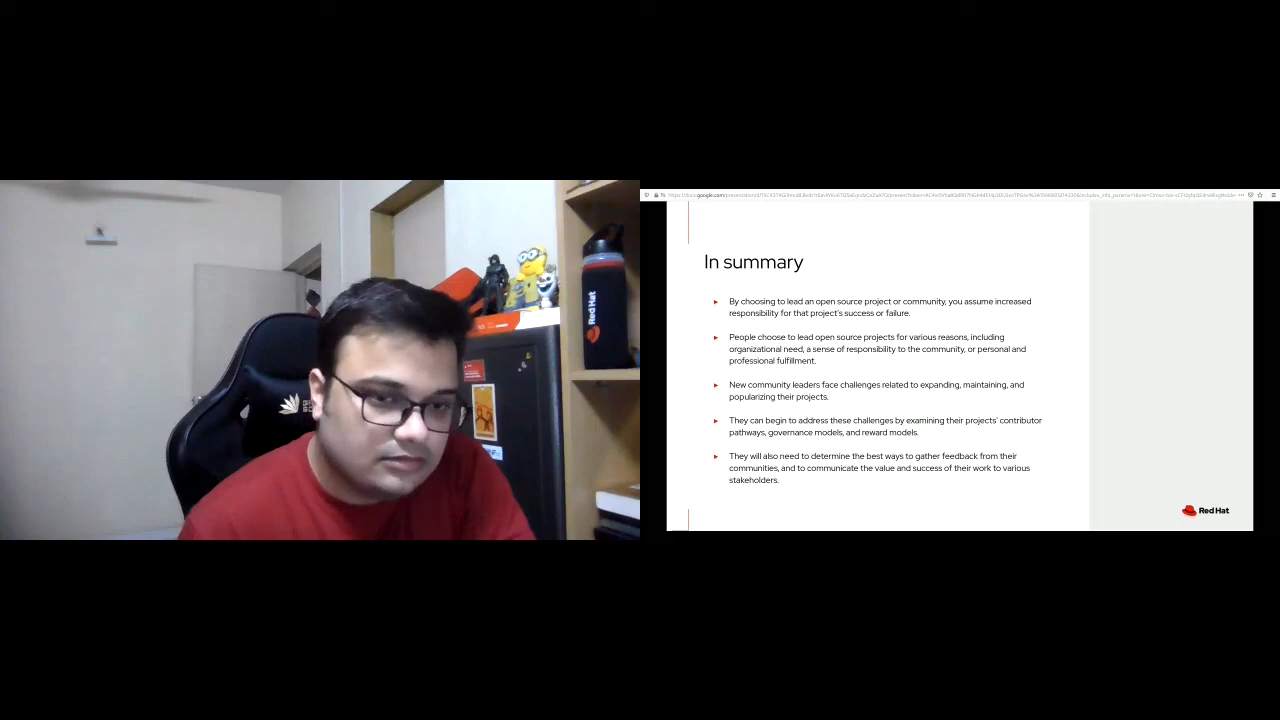 Red Hat
In summary
► By choosing to lead an open source project or community, you assume increased
responsibility for that project's success or failure.
► People choose to lead open source projects for various reasons, including
organizational need, a sense of responsibility to the community, or personal and
professional fulfillment.
► New community leaders face challenges related to expanding, maintaining, and
popularizing their projects.
► They can begin to address these challenges by examining their projects' contributor
pathways, governance models, and reward models.
► They will also need to determine the best ways to gather feedback from their
communities, and to communicate the value and success of their work to various
stakeholders.
Red Hat